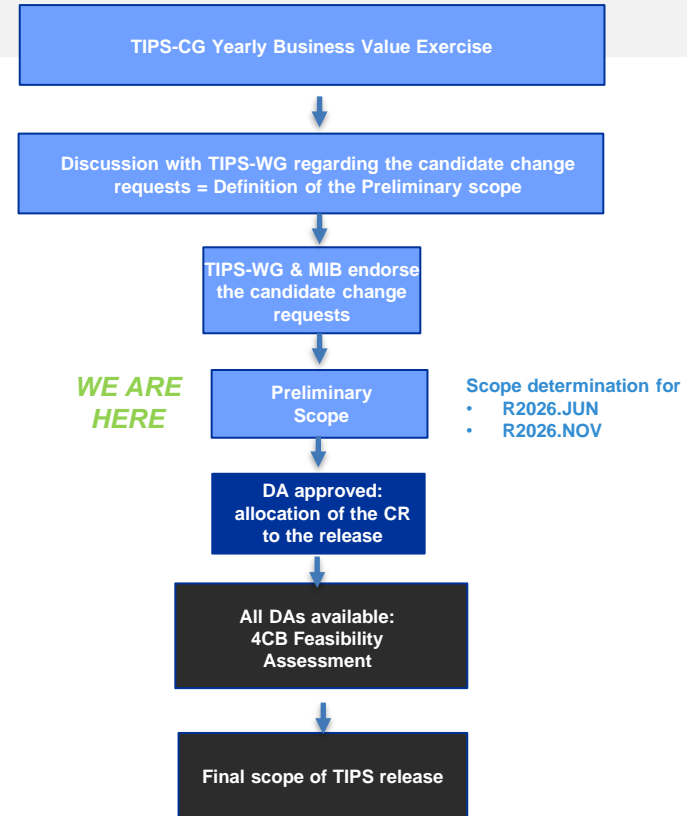 TIPS-CG Yearly Business Value Exercise
Discussion with TIPS-WG regarding the candidate change
requests = Definition of the Preliminary scope
TIPS-WG & MIB endorse
the candidate change
requests
WE ARE
HERE
Preliminary
Scope
Scope determination for
• R2026.JUN
• R2026.NOV
DA approved:
allocation of the CR
to the release
All DAs available:
4CB Feasibility
Assessment
Final scope of TIPS release